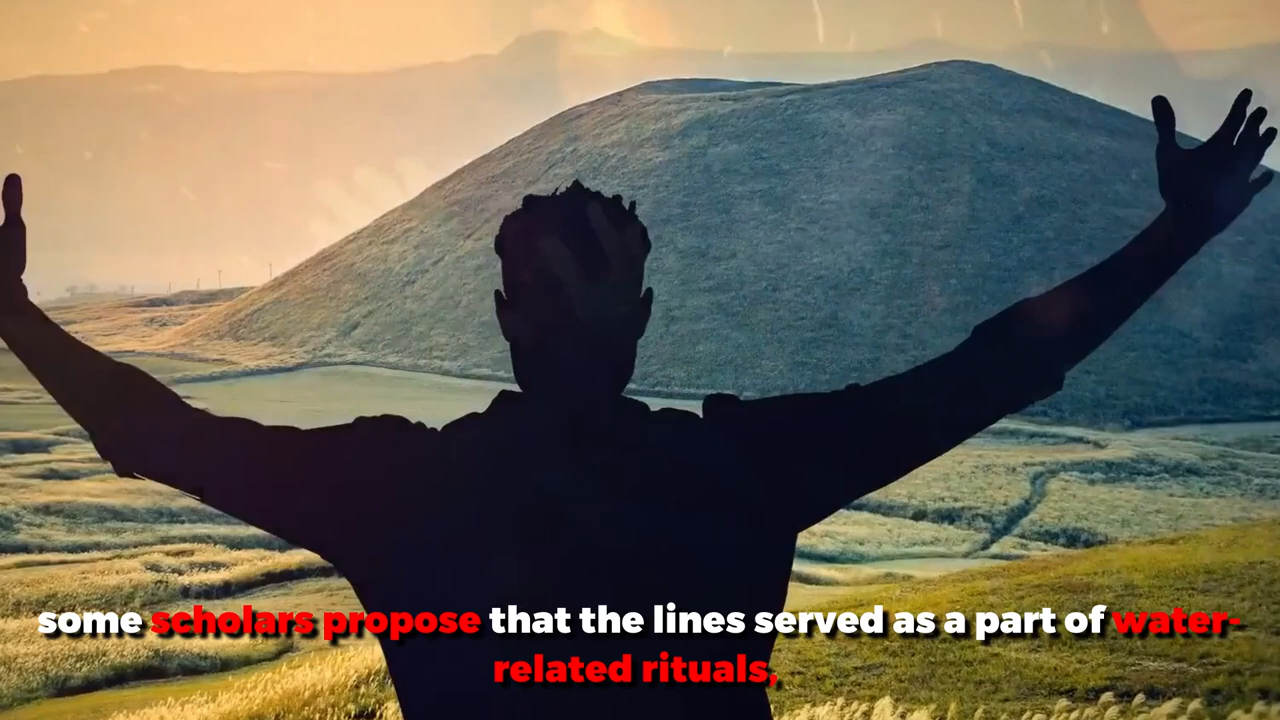 some scholars propose that the lines served as a part of water-
related rituals,